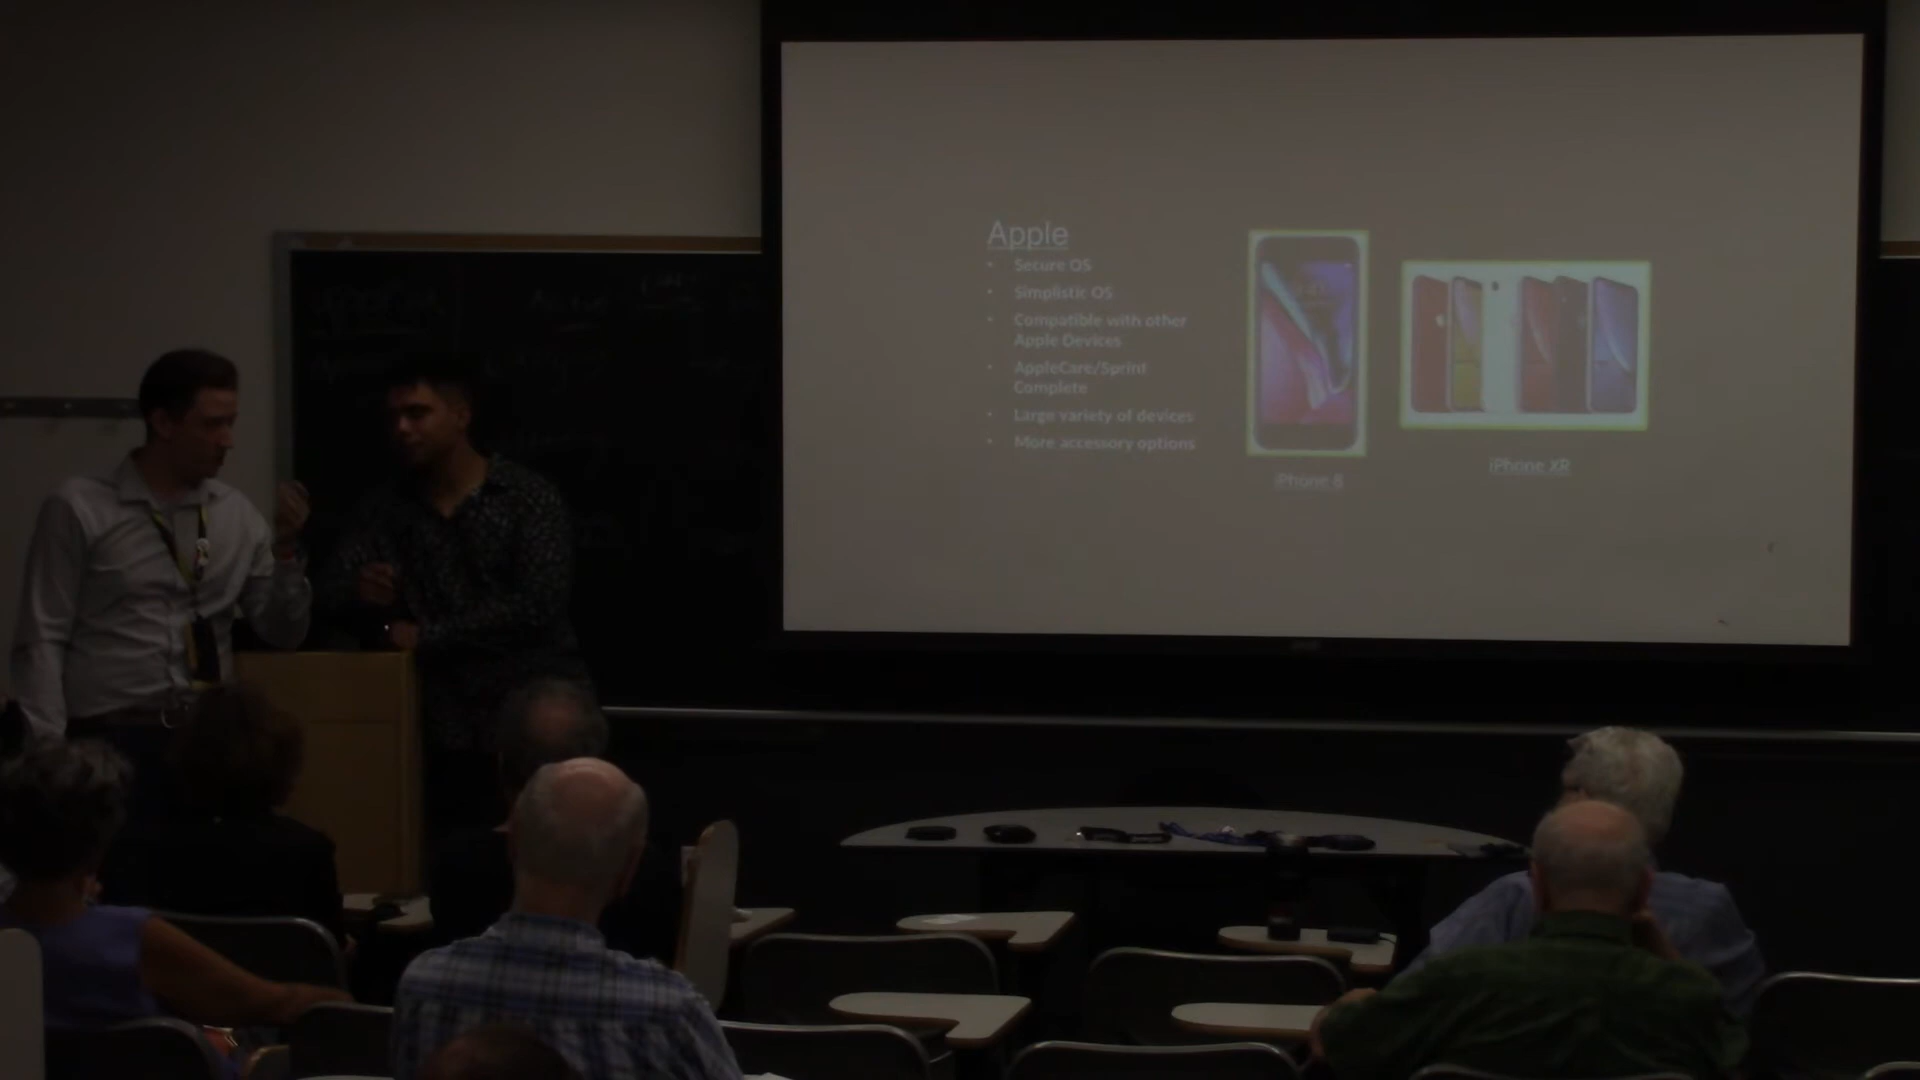 Apple
• Secure OS
• Simplistic OS
• Compatible with other
Apple Devices
• AppleCare/Sprint
Complete
• Large variety of devices
• More accessory options
iPhone 8
iPhone XR